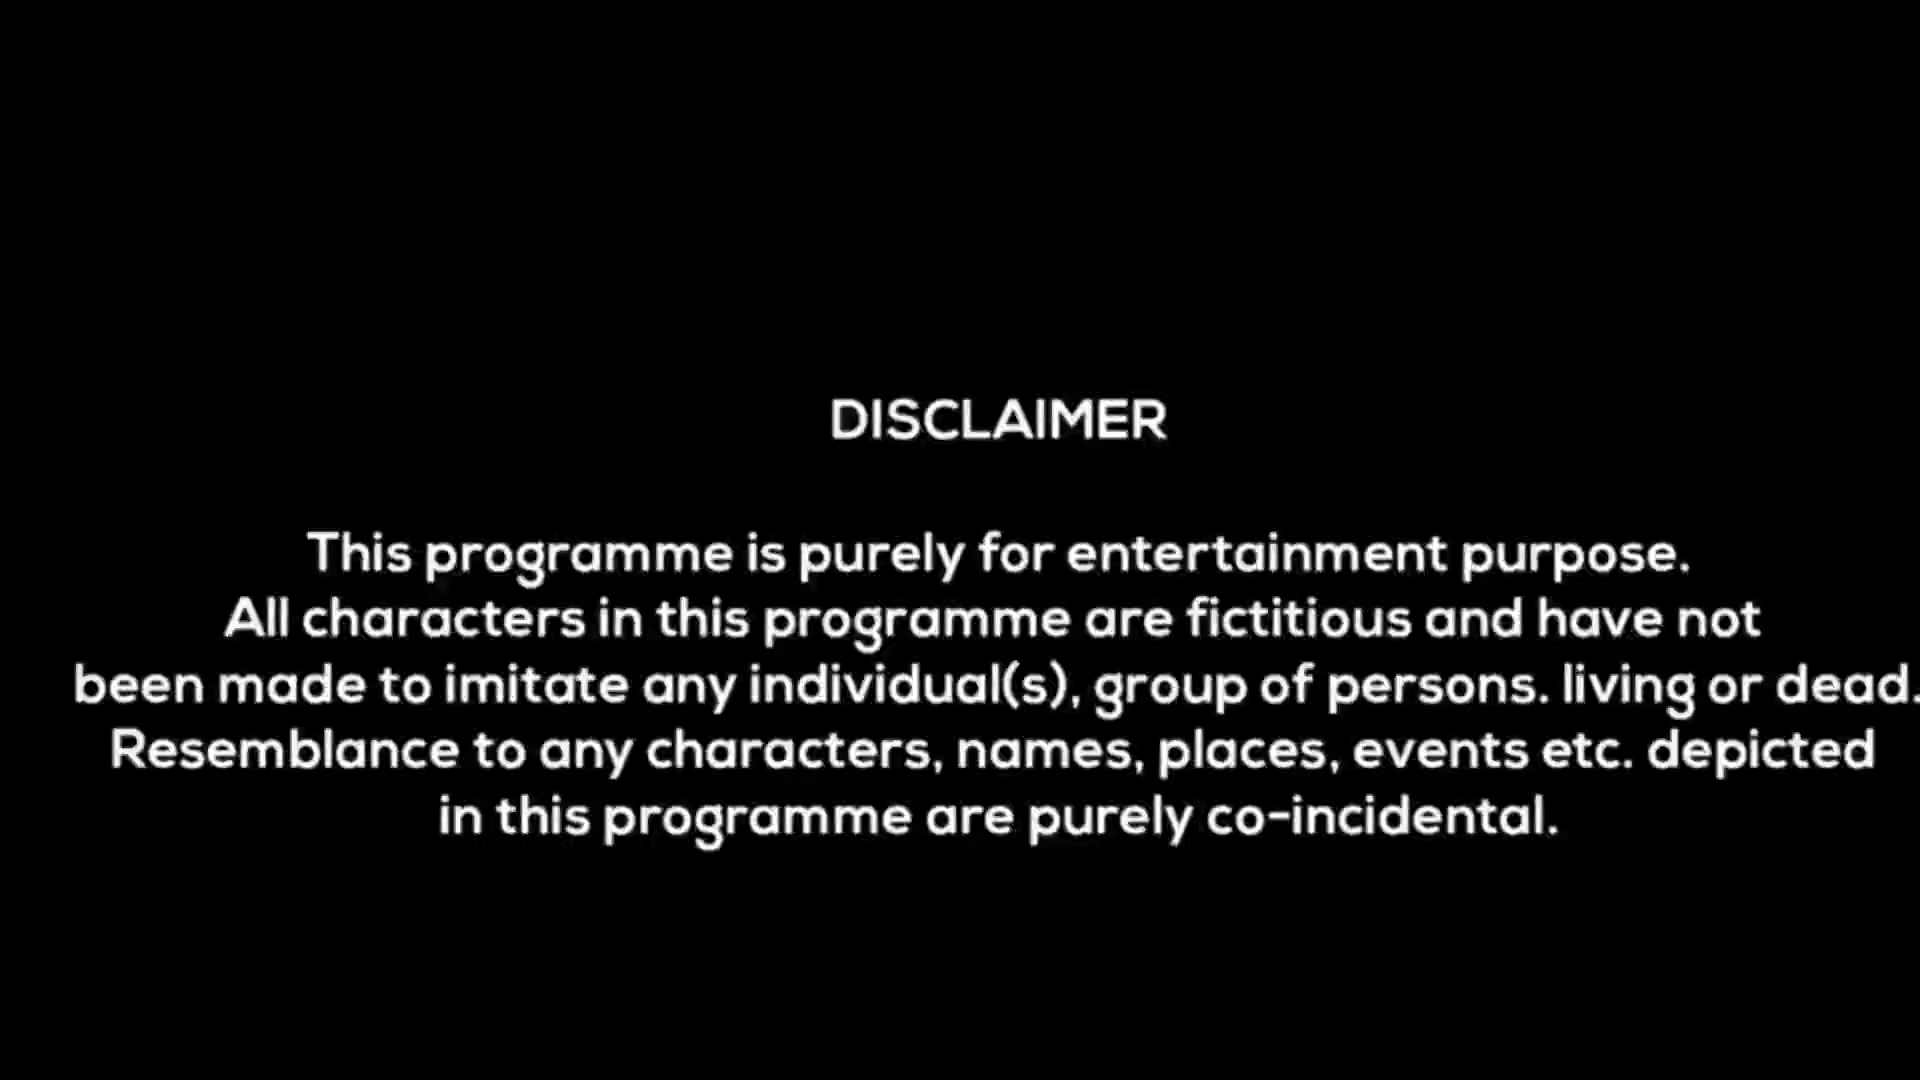 DISCLAIMER
This programme is purely for entertainment purpose.
All characters in this programme are fictitious and have not
been made to imitate any individual(s), group of persons. living or dead.
Resemblance to any characters, names, places, events etc. depicted
in this programme are purely co-incidental.